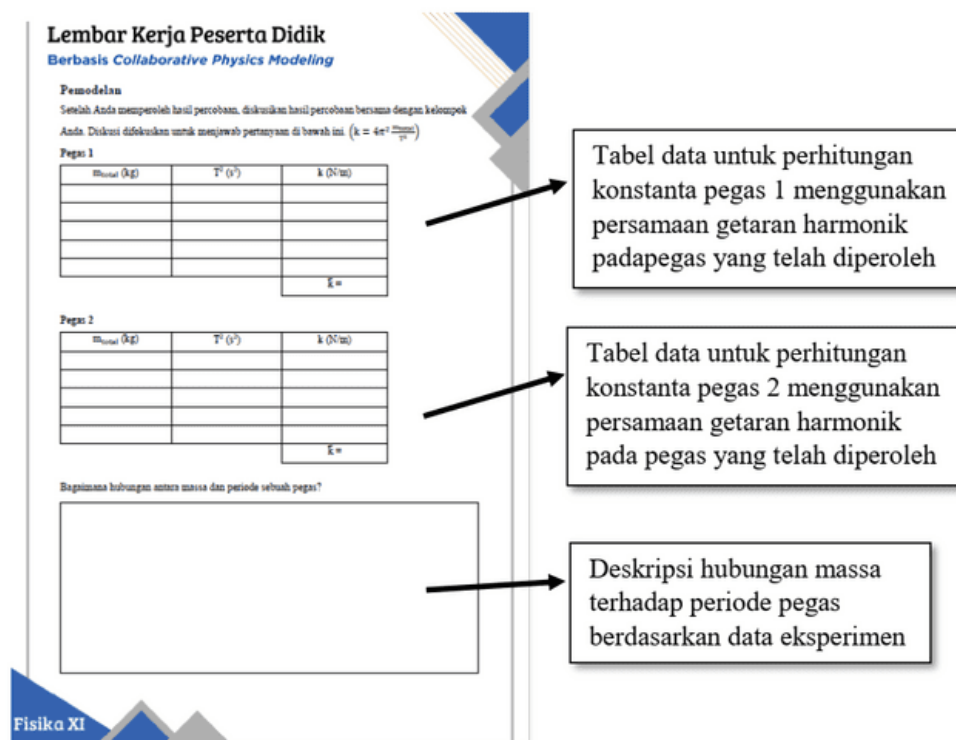 Lembar Kerja Peserta Didik
Berbasis Collaborative Physics Modeling
Pemodelan
Setelah Anda memperoleh hasil percobaan, diskusikan hasil percobaan bersama dengan kelompok
Anda. Diskusi difokuskan untuk menjawab pertanyaan di bawah ini. (k = 4π² m_total/T²)
Pegas 1
m_total (kg) T² (s²) k (N/m)
k̄ =
Pegas 2
m_total (kg) T² (s²) k (N/m)
k̄ =
Bagaimana hubungan antara massa dan periode sebuah pegas?
Fisika XI
Tabel data untuk perhitungan
konstanta pegas 1 menggunakan
persamaan getaran harmonik
padapegas yang telah diperoleh
Tabel data untuk perhitungan
konstanta pegas 2 menggunakan
persamaan getaran harmonik
pada pegas yang telah diperoleh
Deskripsi hubungan massa
terhadap periode pegas
berdasarkan data eksperimen